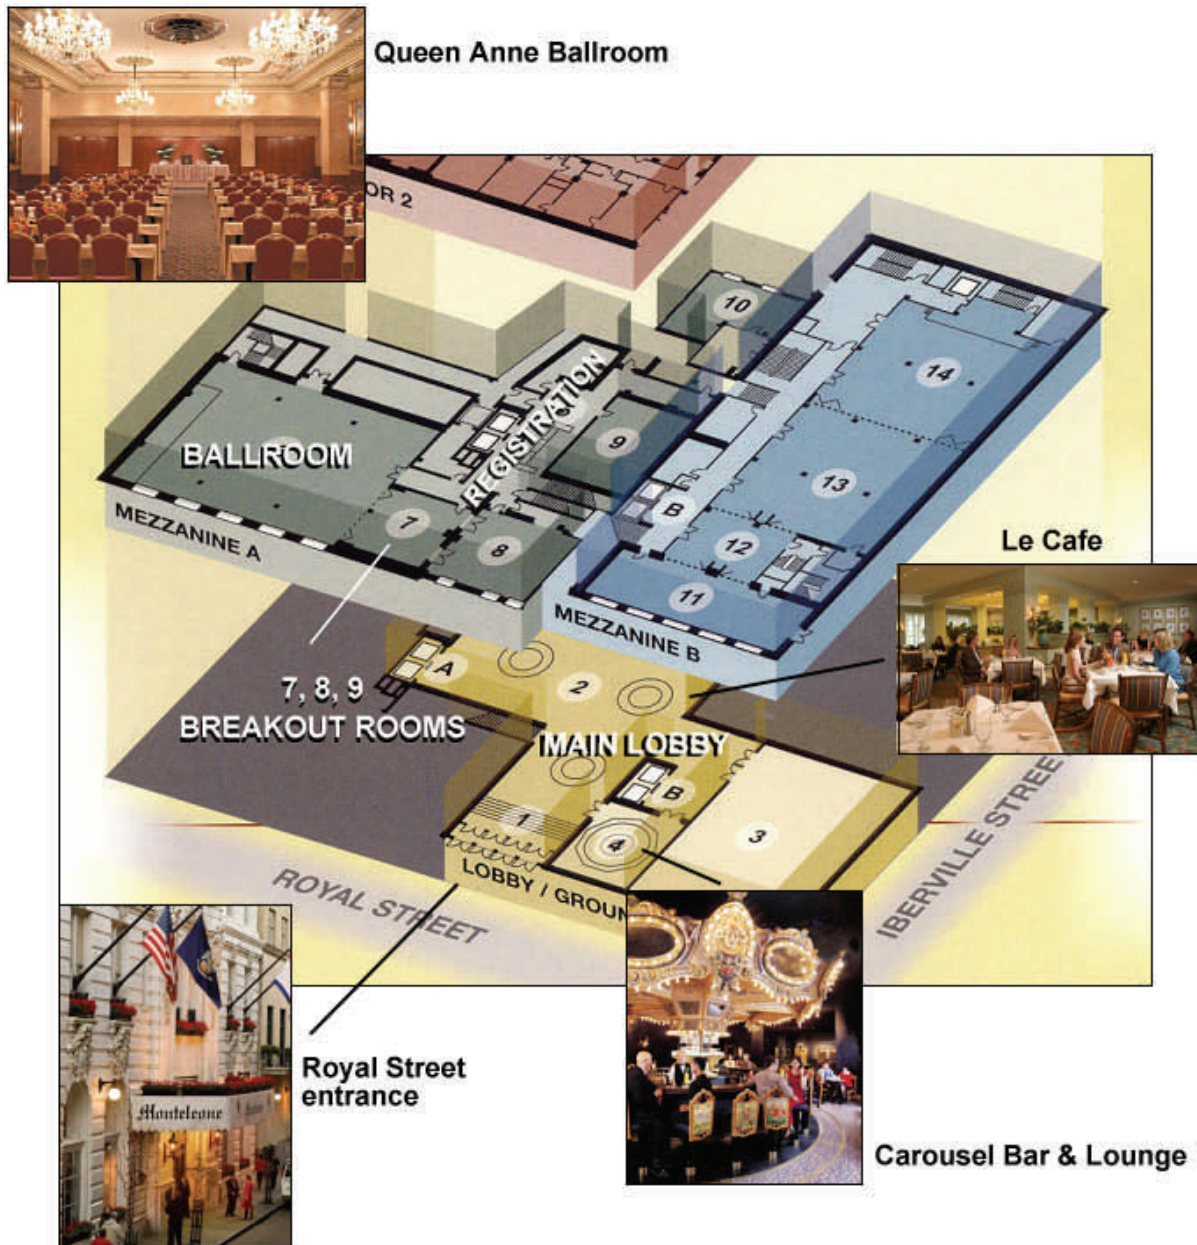 Queen Anne Ballroom
OR 2
10
14
REGISTRATION
9
BALLROOM
13
B
7
12
MEZZANINE A
8
Le Cafe
11
MEZZANINE B
A
2
7, 8, 9
BREAKOUT ROOMS
MAIN LOBBY
B
1
3
4
LOBBY / GROUN
ROYAL STREET
IBERVILLE STREE
Royal Street
entrance
Monteleone
Carousel Bar & Lounge